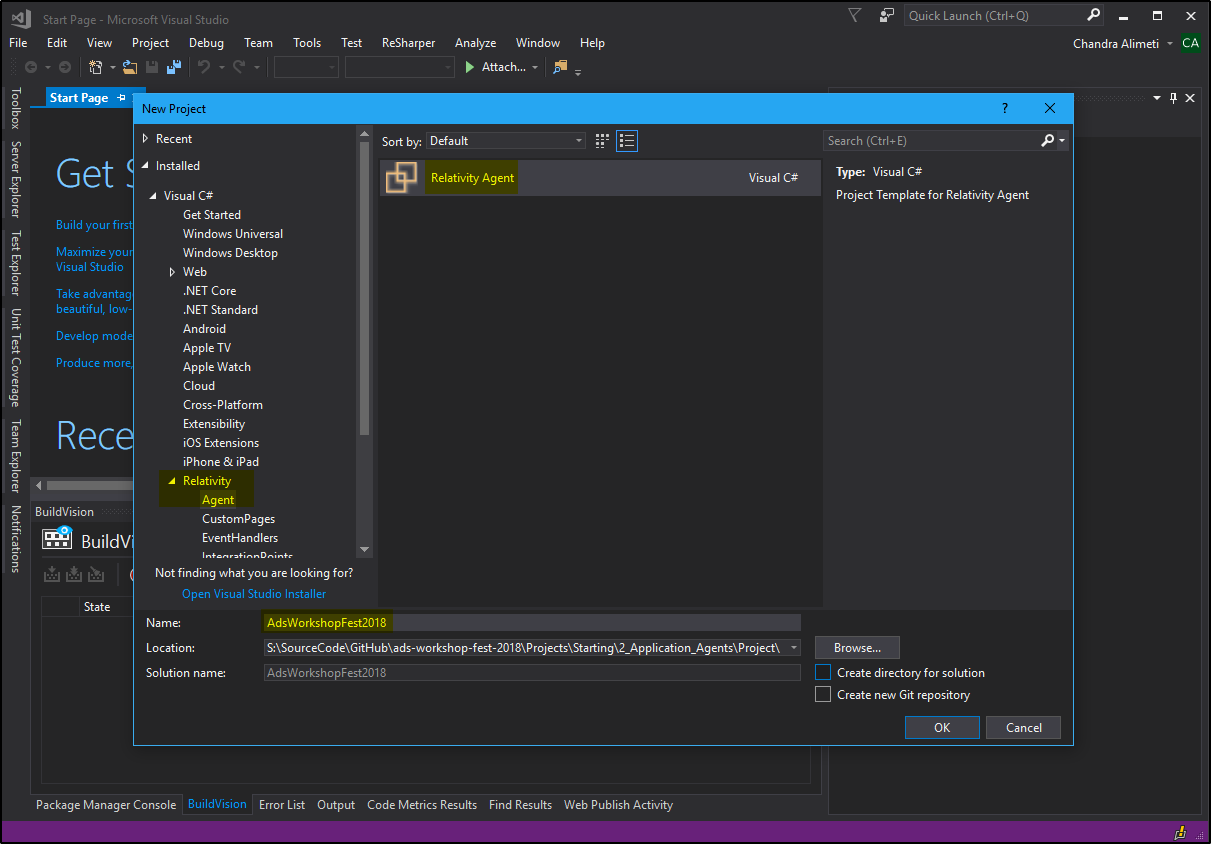 Start Page - Microsoft Visual Studio
Quick Launch (Ctrl+Q)
File Edit View Project Debug Team Tools Test ReSharper Analyze Window Help
Chandra Alimeti CA
Attach...
Toolbox
Server Explorer
Test Explorer
Unit Test Coverage
Team Explorer
Notifications
Start Page
Get
Build your first
Maximize your
Visual Studio
Take advantag
beautiful, low-
Develop mode
Produce more,
Rece
BuildVision
BuildVi
State
New Project
?
Recent
Installed
Visual C#
Get Started
Windows Universal
Windows Desktop
Web
.NET Core
.NET Standard
Android
Apple TV
Apple Watch
Cloud
Cross-Platform
Extensibility
iOS Extensions
iPhone & iPad
Relativity
Agent
CustomPages
EventHandlers
IntegrationPoints
Not finding what you are looking for?
Open Visual Studio Installer
Sort by: Default
Relativity Agent Visual C#
Search (Ctrl+E)
Type: Visual C#
Project Template for Relativity Agent
Name: AdsWorkshopFest2018
Location: S:\SourceCode\GitHub\ads-workshop-fest-2018\Projects\Starting\2_Application_Agents\Project\
Browse...
Solution name: AdsWorkshopFest2018
Create directory for solution
Create new Git repository
OK Cancel
Package Manager Console BuildVision Error List Output Code Metrics Results Find Results Web Publish Activity